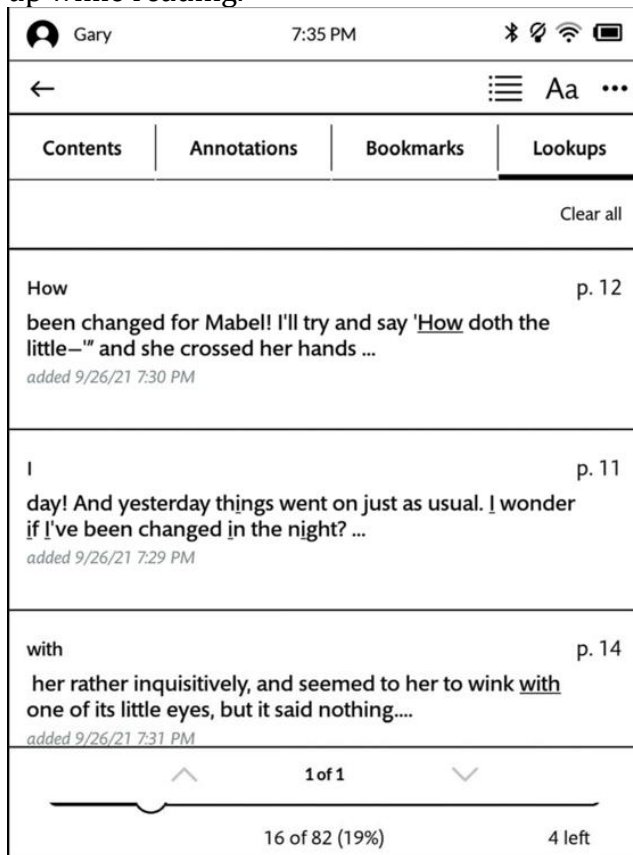 Gary 7:35 PM
Aa
Contents Annotations Bookmarks Lookups
Clear all
How p. 12
been changed for Mabel! I'll try and say 'How doth the
little—'” and she crossed her hands ...
added 9/26/21 7:30 PM
I p. 11
day! And yesterday things went on just as usual. I wonder
if I've been changed in the night? ...
added 9/26/21 7:29 PM
with p. 14
her rather inquisitively, and seemed to her to wink with
one of its little eyes, but it said nothing....
added 9/26/21 7:31 PM
1 of 1
16 of 82 (19%) 4 left